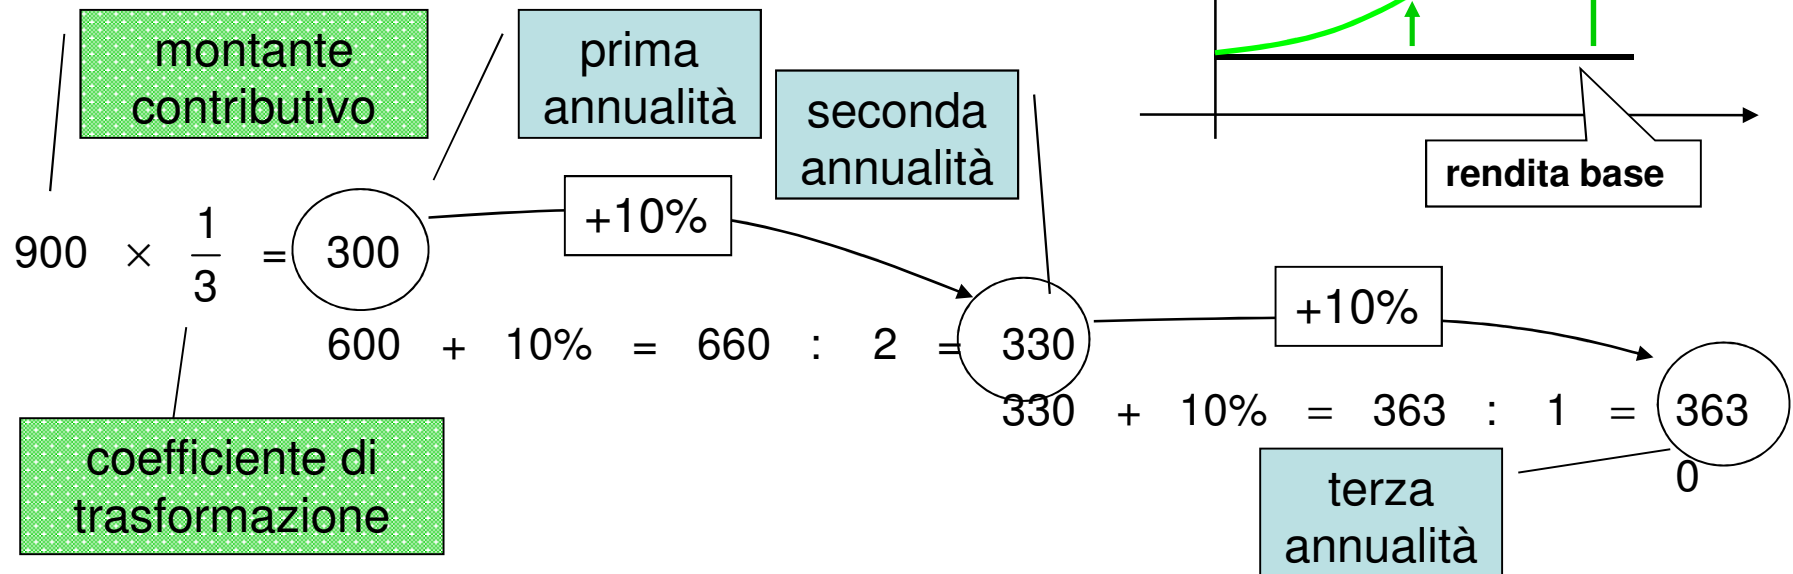 montante
contributivo
prima
annualità
seconda
annualità
rendita base
+10%
900 × 1/3 = 300
+10%
600 + 10% = 660 : 2 = 330
330 + 10% = 363 : 1 = 363
0
coefficiente di
trasformazione
terza
annualità